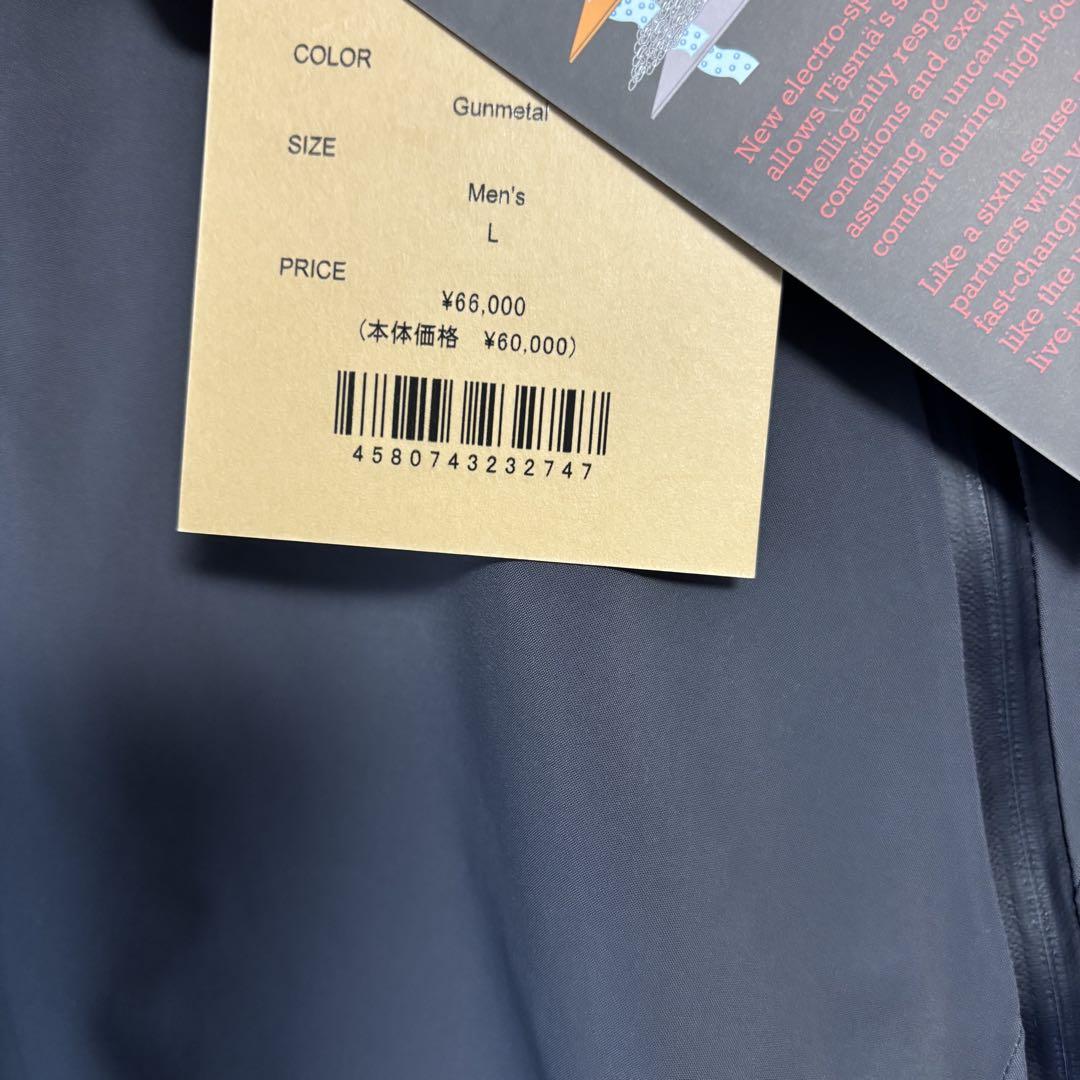 COLOR
Gunmetal
SIZE
Men's
L
PRICE
¥66,000
(本体価格 ¥60,000)
4580743232747
New electro-sp
allows Täsmä's s
intelligently respo
conditions and exer
assuring an uncanny
comfort during high-fo
Like a sixth sense,
partners with
fast-changin
like the
live i